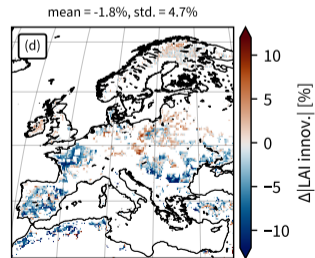 mean = -1.8%, std. = 4.7%
(d)
10
5
0
−5
−10
Δ|LAI innov.| [%]